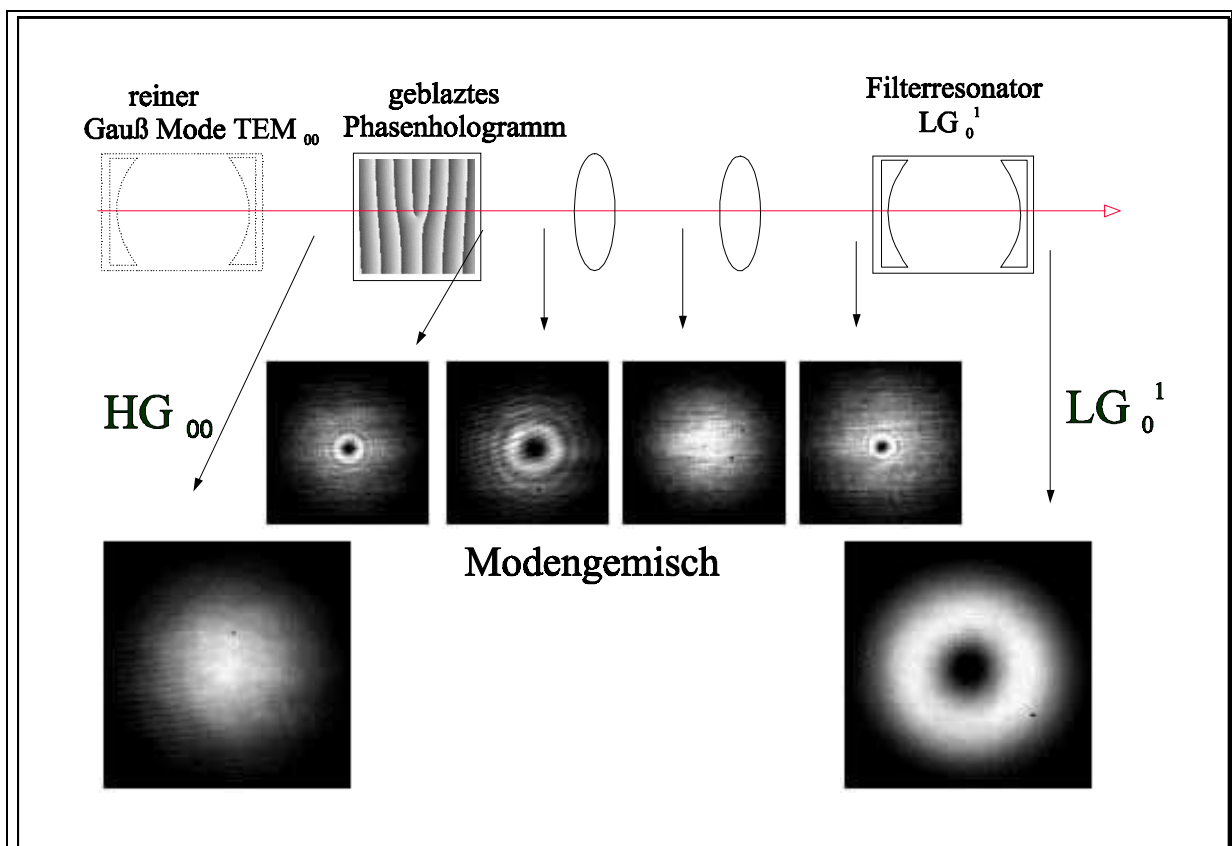 reiner
Gauß Mode TEM 00
geblaztes
Phasenhologramm
Filterresonator
LG 0 1
HG 00
LG 0 1
Modengemisch